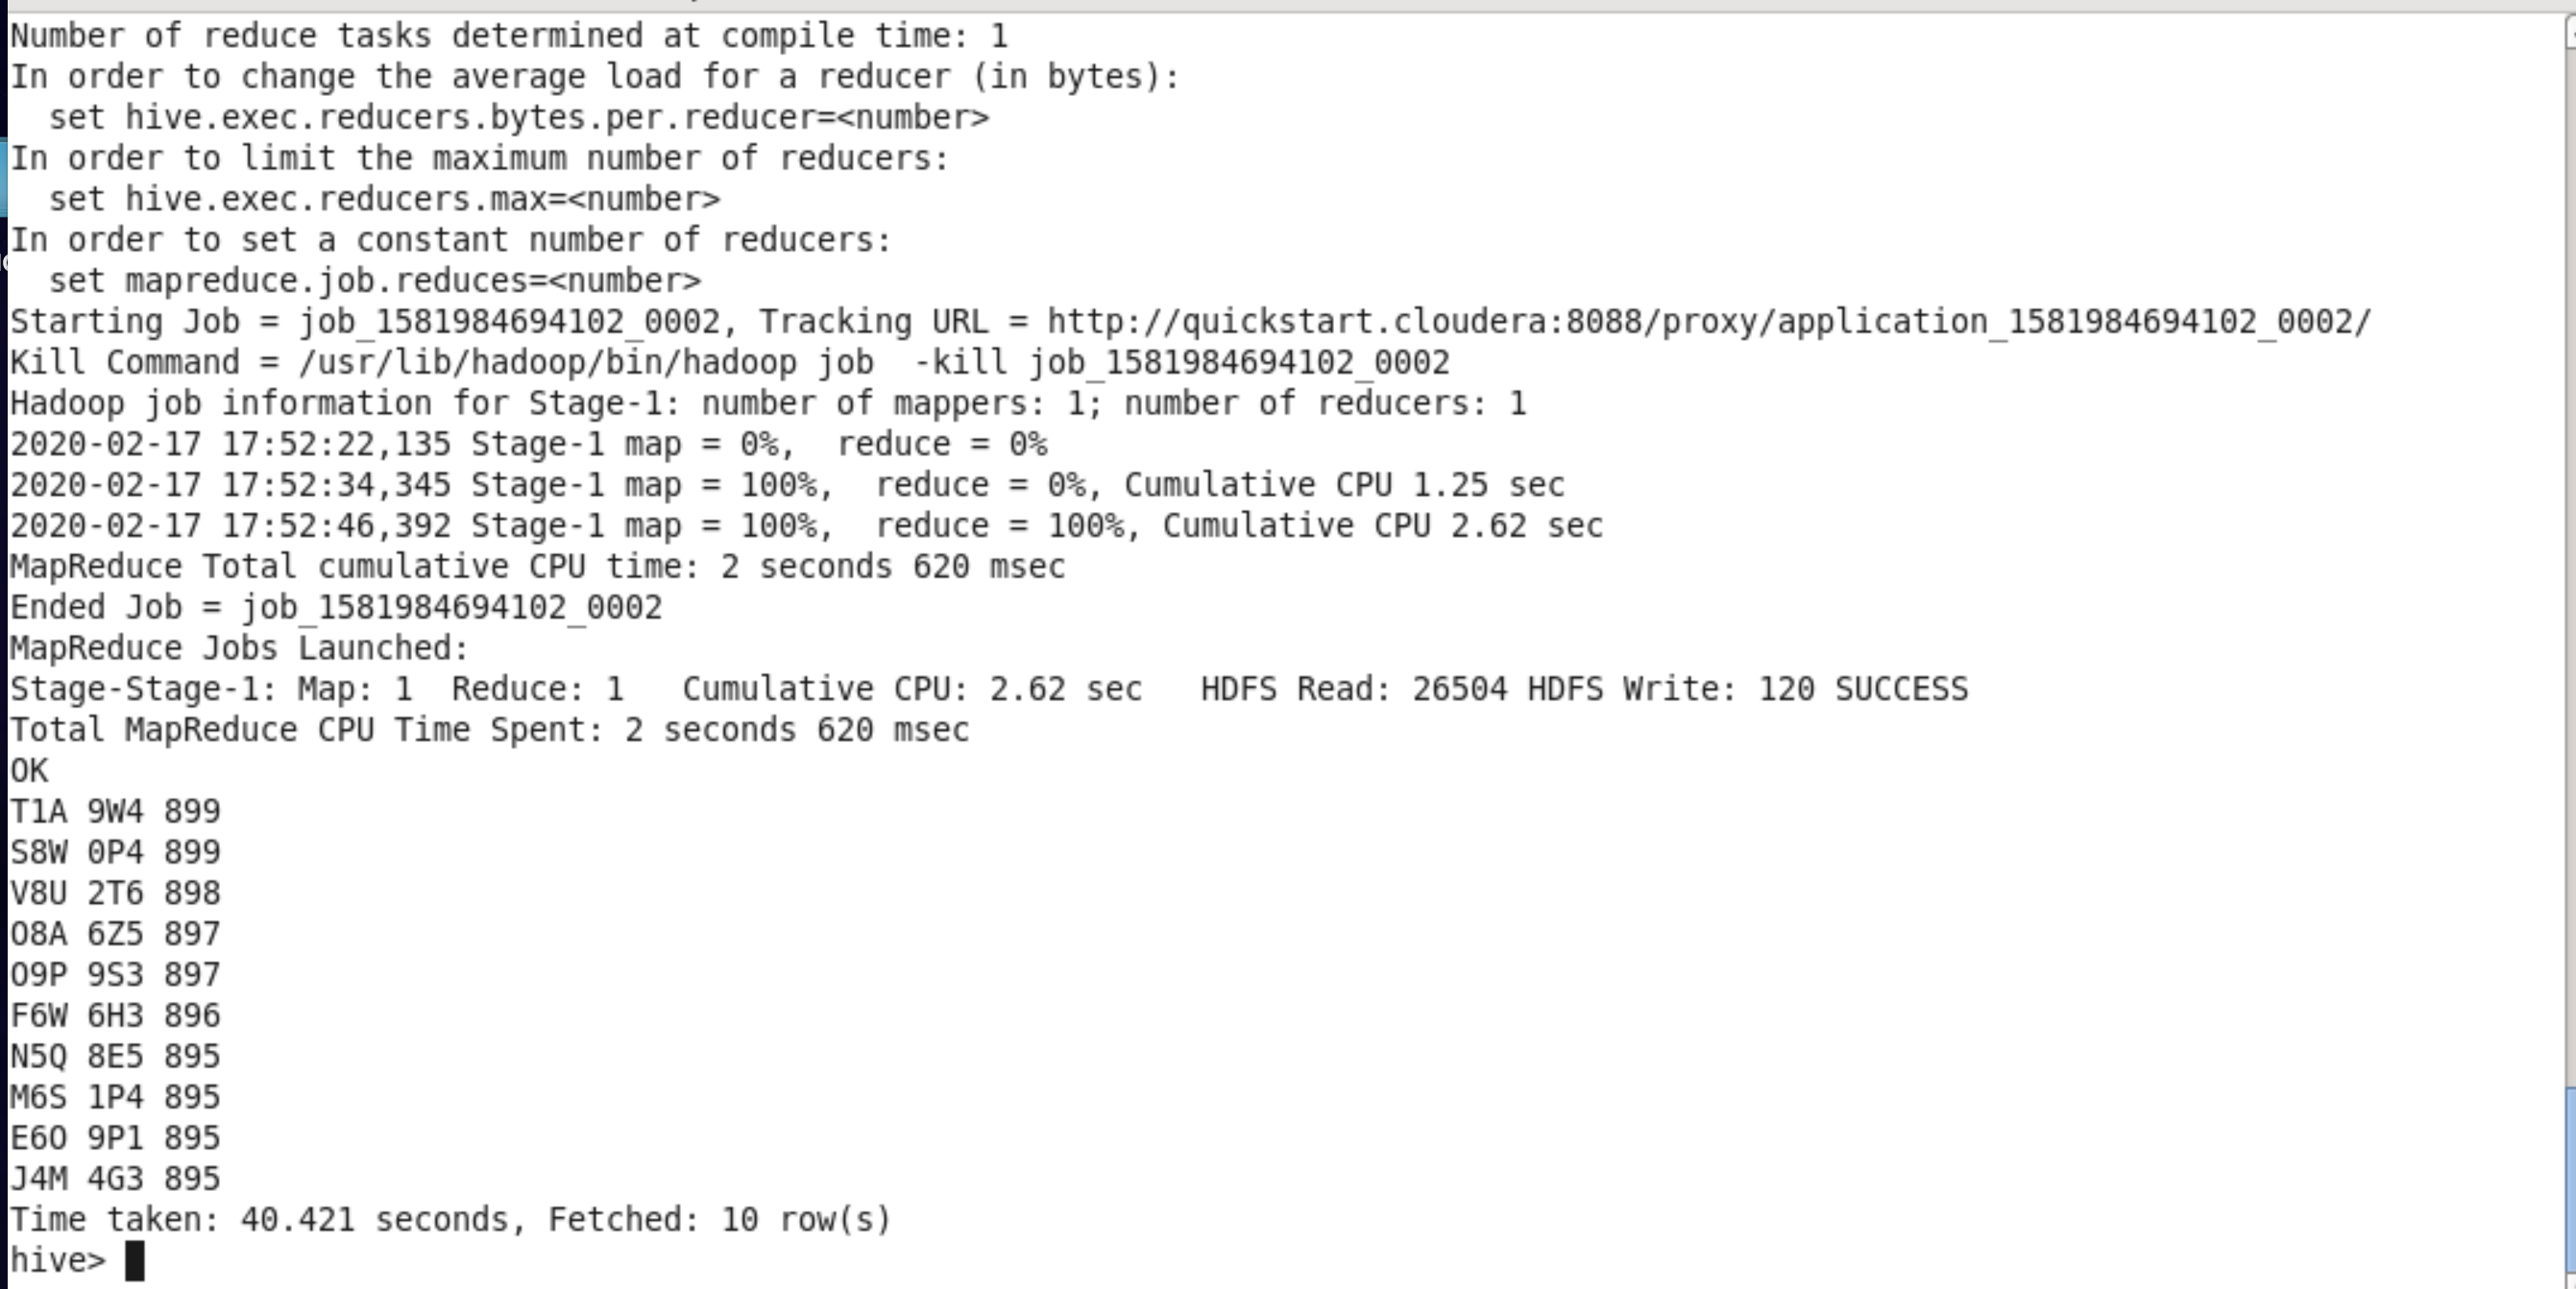 Number of reduce tasks determined at compile time: 1
In order to change the average load for a reducer (in bytes):
  set hive.exec.reducers.bytes.per.reducer=<number>
In order to limit the maximum number of reducers:
  set hive.exec.reducers.max=<number>
In order to set a constant number of reducers:
  set mapreduce.job.reduces=<number>
Starting Job = job_1581984694102_0002, Tracking URL = http://quickstart.cloudera:8088/proxy/application_1581984694102_0002/
Kill Command = /usr/lib/hadoop/bin/hadoop job  -kill job_1581984694102_0002
Hadoop job information for Stage-1: number of mappers: 1; number of reducers: 1
2020-02-17 17:52:22,135 Stage-1 map = 0%,  reduce = 0%
2020-02-17 17:52:34,345 Stage-1 map = 100%,  reduce = 0%, Cumulative CPU 1.25 sec
2020-02-17 17:52:46,392 Stage-1 map = 100%,  reduce = 100%, Cumulative CPU 2.62 sec
MapReduce Total cumulative CPU time: 2 seconds 620 msec
Ended Job = job_1581984694102_0002
MapReduce Jobs Launched:
Stage-Stage-1: Map: 1  Reduce: 1   Cumulative CPU: 2.62 sec   HDFS Read: 26504 HDFS Write: 120 SUCCESS
Total MapReduce CPU Time Spent: 2 seconds 620 msec
OK
T1A 9W4 899
S8W 0P4 899
V8U 2T6 898
O8A 6Z5 897
O9P 9S3 897
F6W 6H3 896
N5Q 8E5 895
M6S 1P4 895
E6O 9P1 895
J4M 4G3 895
Time taken: 40.421 seconds, Fetched: 10 row(s)
hive>